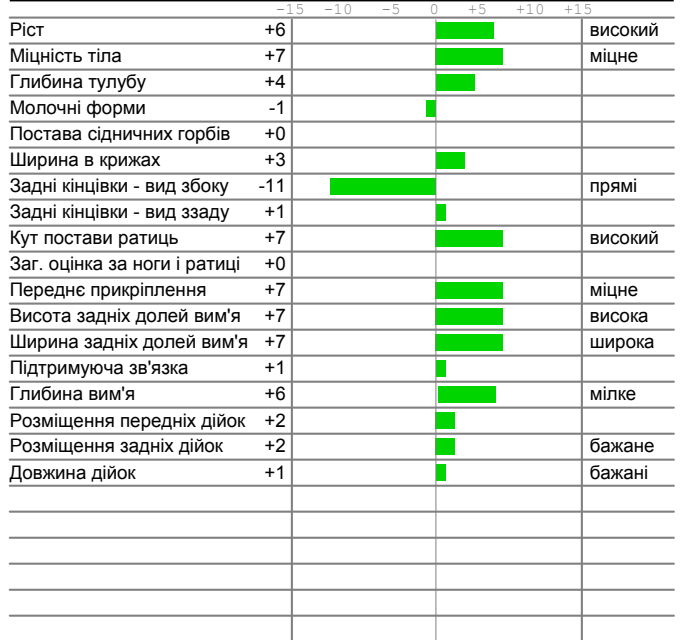 -15 -10 -5 0 +5 +10 +15
Ріст +6 високий
Міцність тіла +7 міцне
Глибина тулубу +4
Молочні форми -1
Постава сідничних горбів +0
Ширина в крижах +3
Задні кінцівки - вид збоку -11 прямі
Задні кінцівки - вид ззаду +1
Кут постави ратиць +7 високий
Заг. оцінка за ноги і ратиці +0
Переднє прикріплення +7 міцне
Висота задніх долей вим'я +7 висока
Ширина задніх долей вим'я +7 широка
Підтримуюча зв'язка +1
Глибина вим'я +6 мілке
Розміщення передніх дійок +2
Розміщення задніх дійок +2 бажане
Довжина дійок +1 бажані